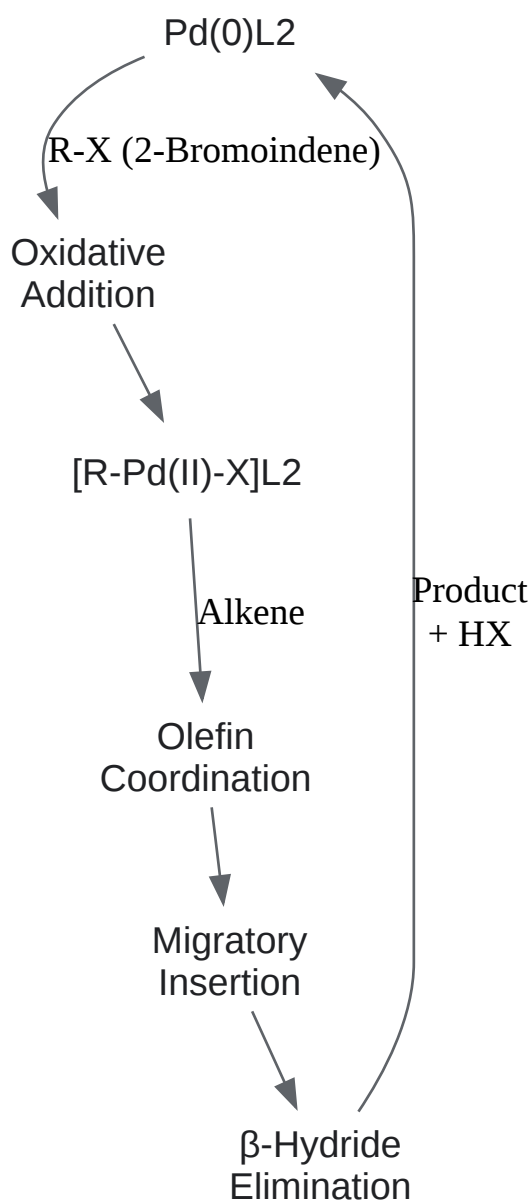 Pd(0)L2
R-X (2-Bromoindene)
Oxidative
Addition
[R-Pd(II)-X]L2
Product
+ HX
Alkene
Olefin
Coordination
Migratory
Insertion
β-Hydride
Elimination